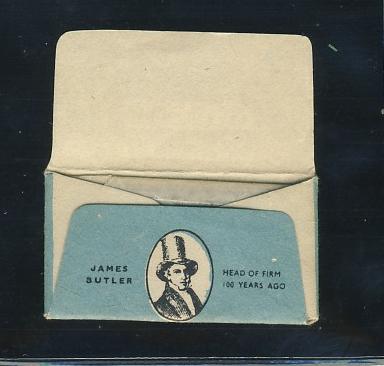 JAMES
BUTLER
HEAD OF FIRM
100 YEARS AGO